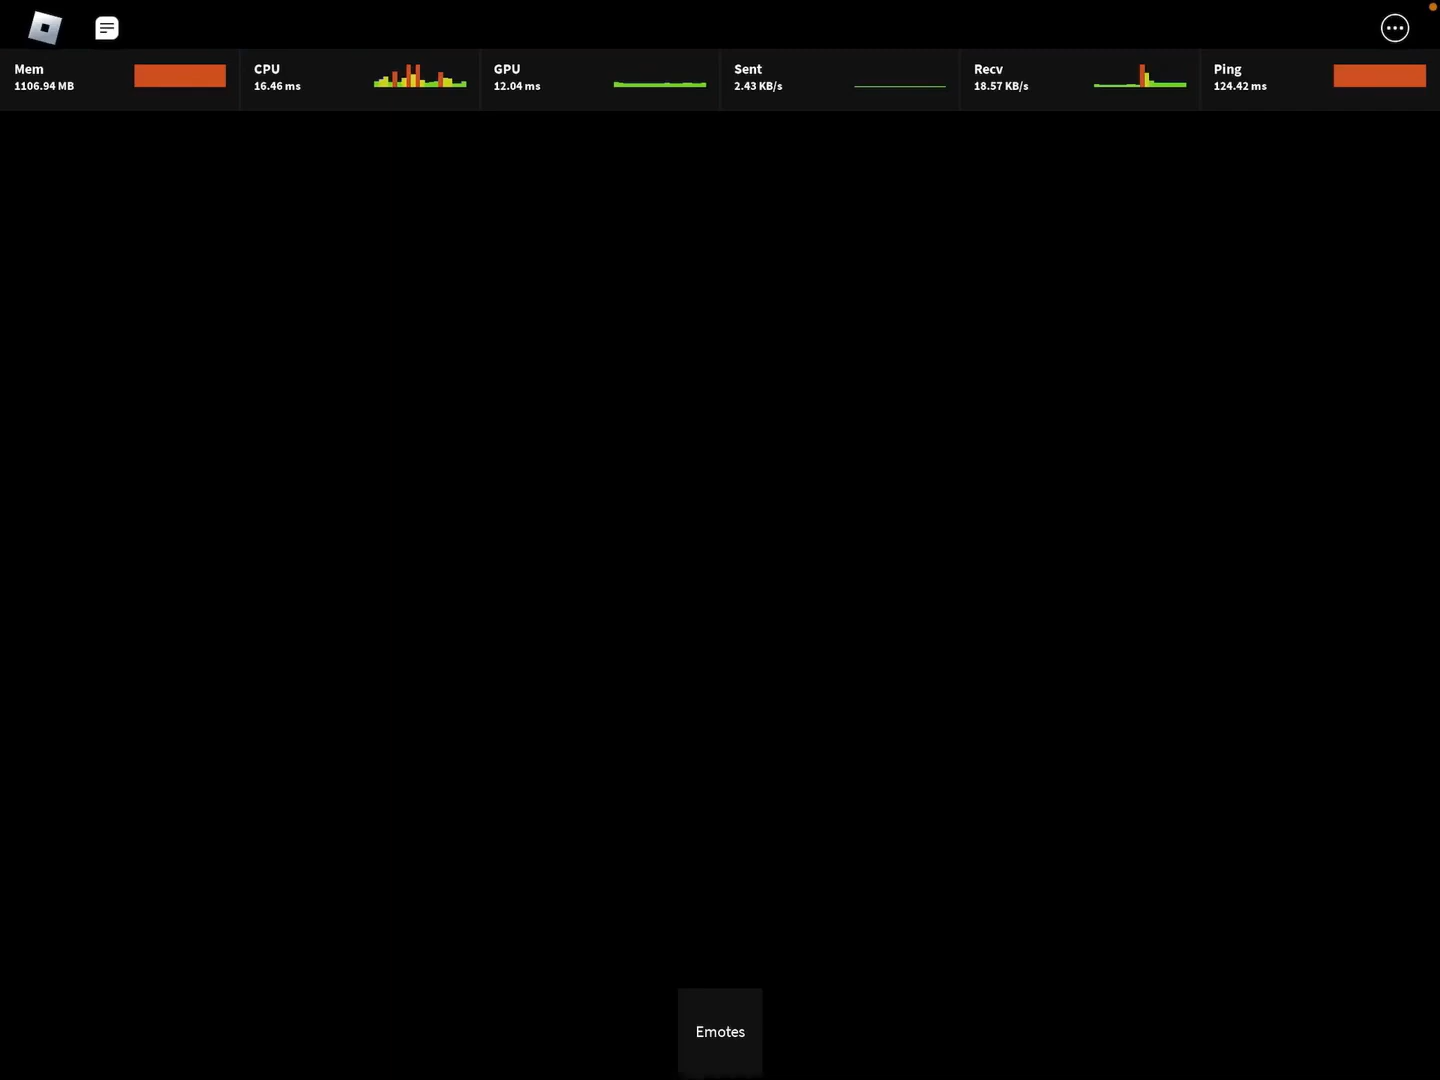 Mem
1106.94 MB
CPU
16.46 ms
GPU
12.04 ms
Sent
2.43 KB/s
Recv
18.57 KB/s
Ping
124.42 ms
Emotes